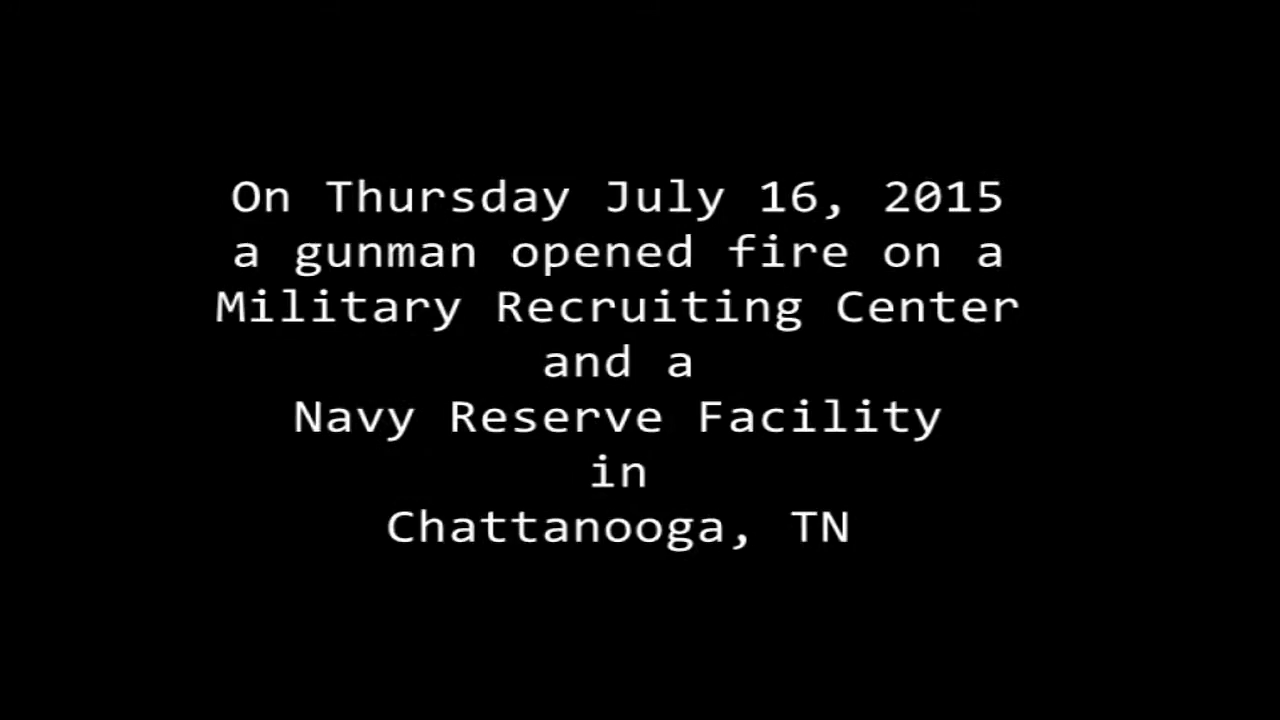 On Thursday July 16, 2015
a gunman opened fire on a
Military Recruiting Center
and a
Navy Reserve Facility
in
Chattanooga, TN